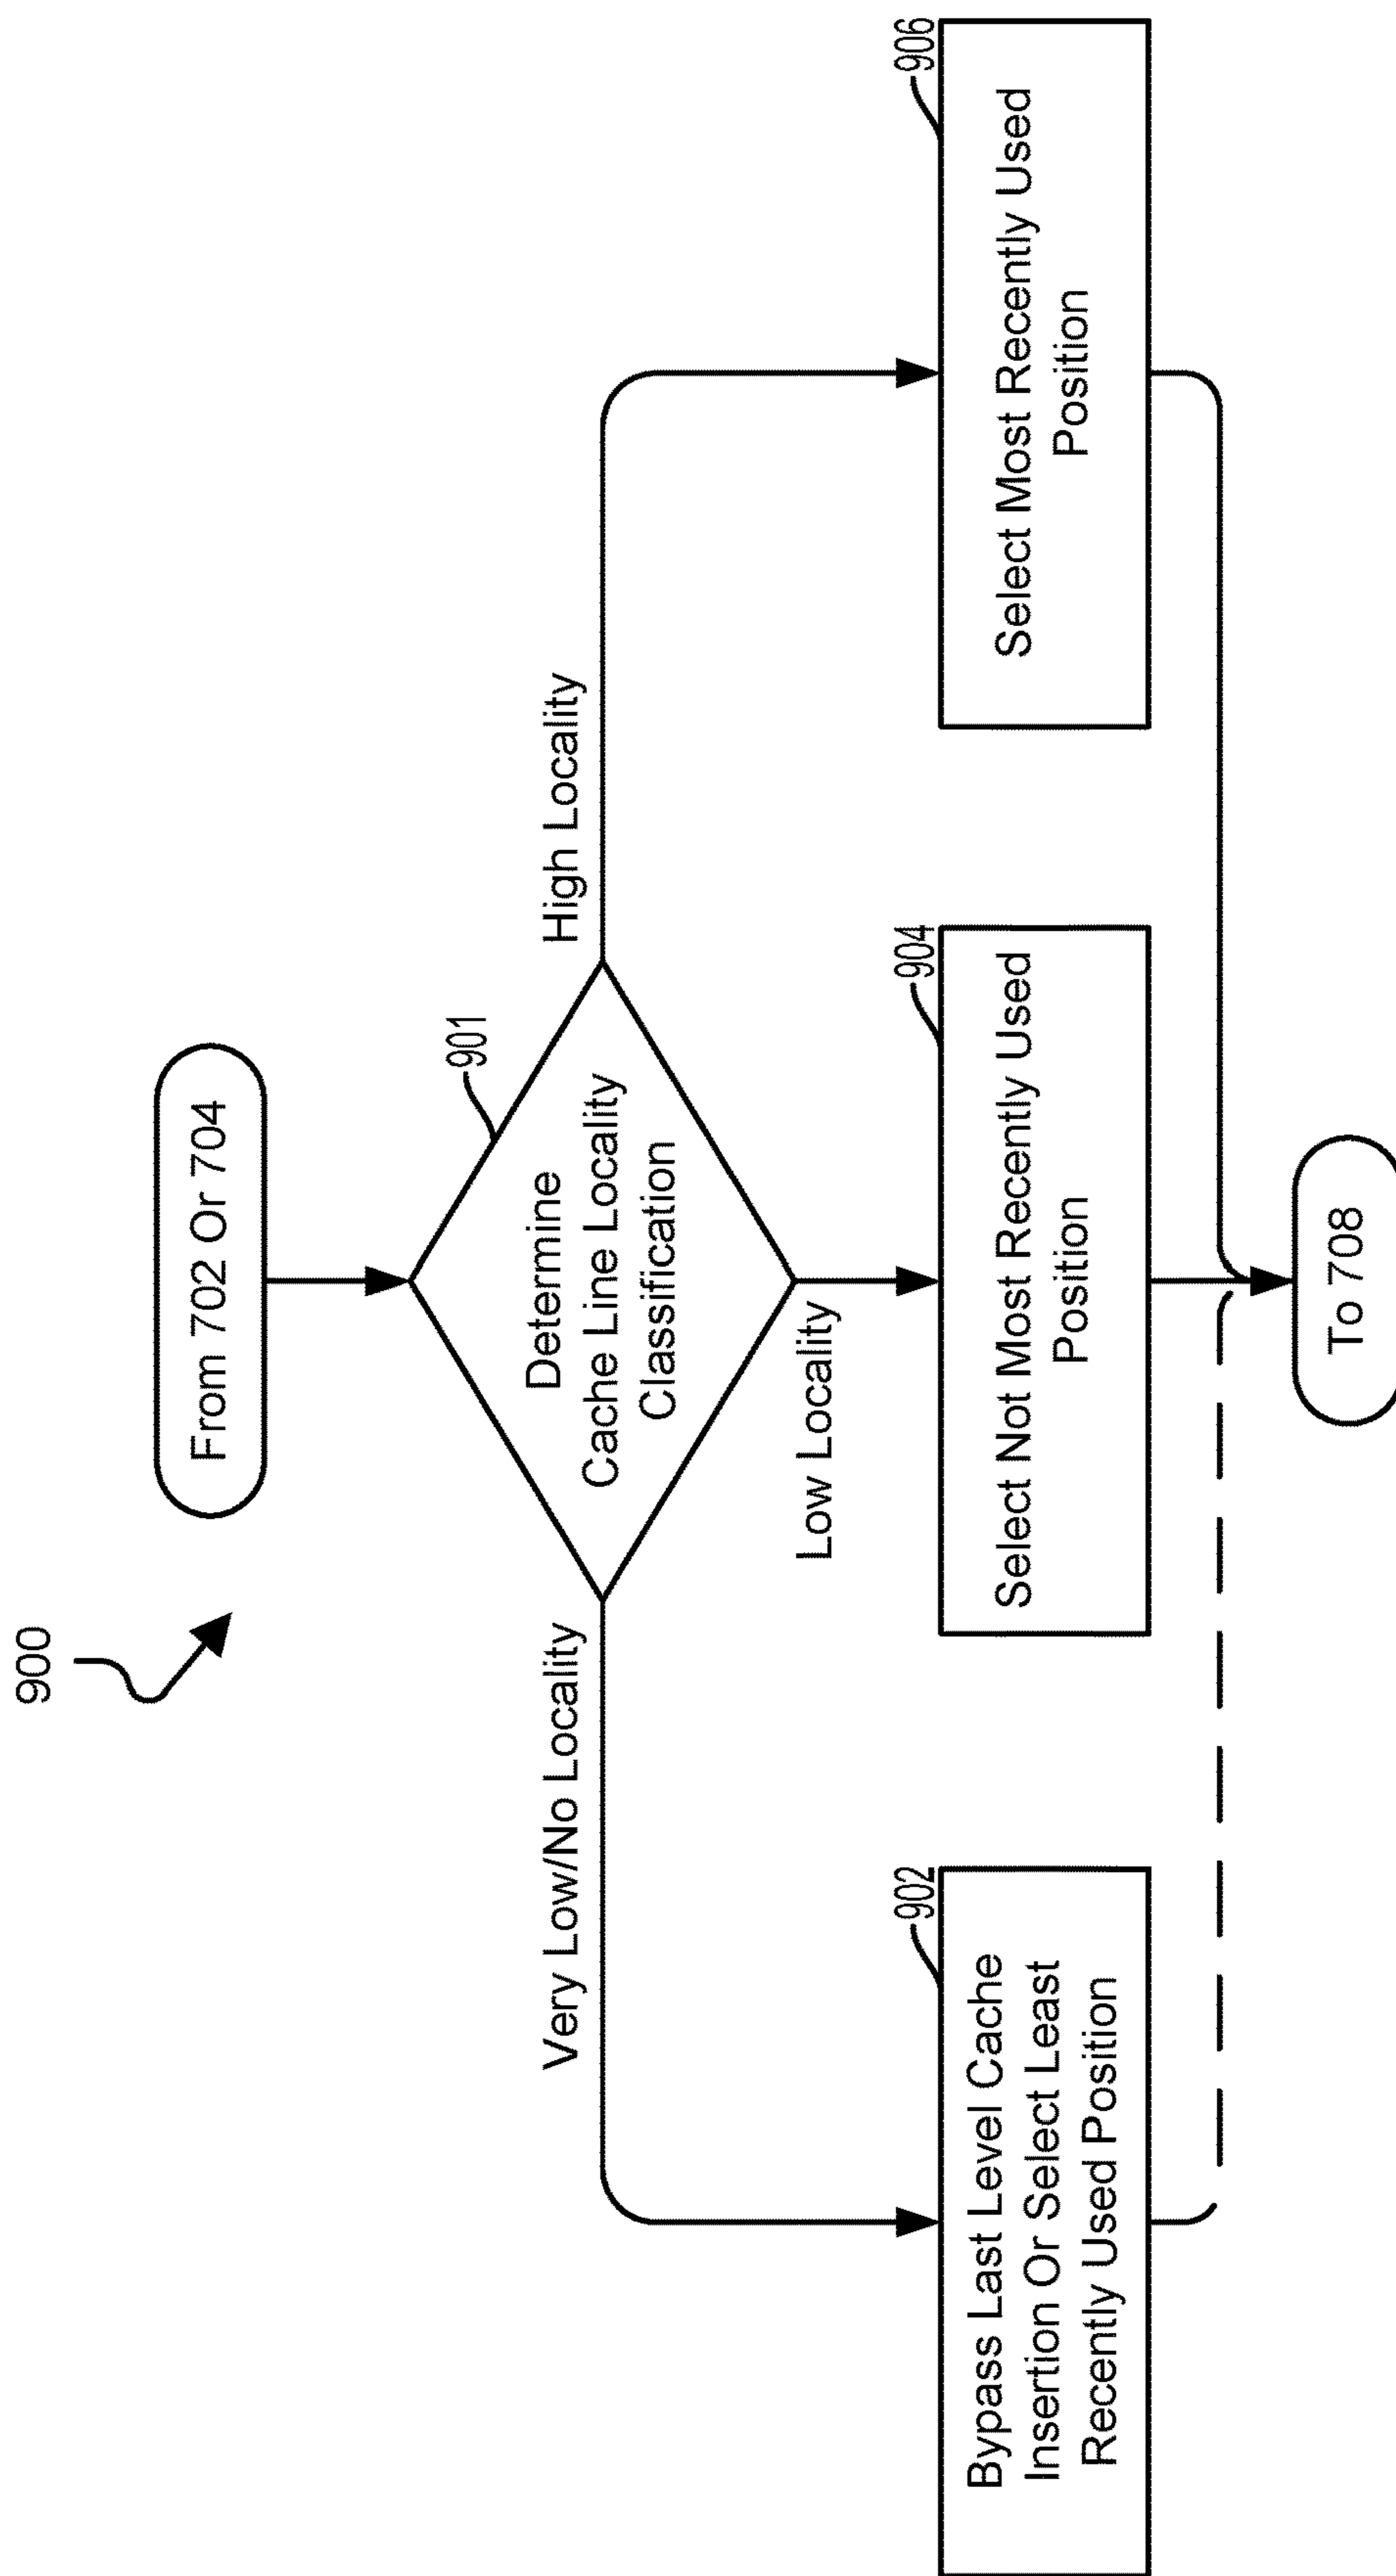 900
From 702 Or 704
901
Determine
Cache Line Locality
Classification
Very Low/No Locality
High Locality
Low Locality
902
Bypass Last Level Cache
Insertion Or Select Least
Recently Used Position
904
Select Not Most Recently Used
Position
906
Select Most Recently Used
Position
To 708